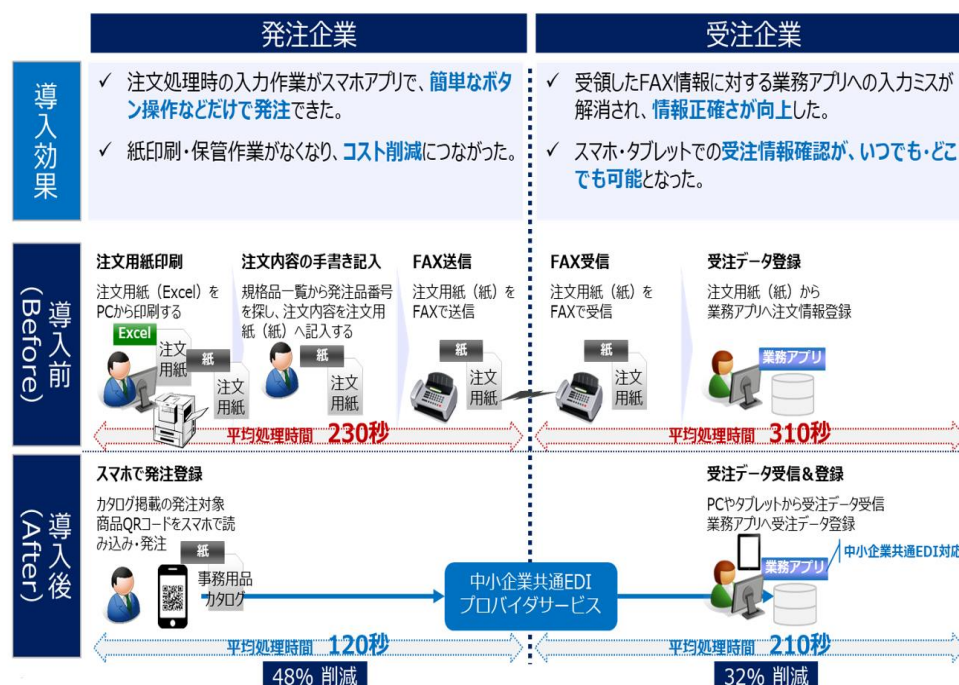 発注企業
受注企業
導入効果
✓ 注文処理時の入力作業がスマホアプリで、簡単なボタ
ン操作などだけで発注できた。
✓ 紙印刷・保管作業がなくなり、コスト削減につながった。
✓ 受領したFAX情報に対する業務アプリへの入力ミスが
解消され、情報正確さが向上した。
✓ スマホ・タブレットでの受注情報確認が、いつでも・どこ
でも可能となった。
導入前
(Before)
注文用紙印刷
注文用紙（Excel）を
PCから印刷する
Excel
注文
用紙
紙
注文
用紙
注文内容の手書き記入
規格品一覧から発注品番号
を探し、注文内容を注文用
紙（紙）へ記入する
紙
注文
用紙
FAX送信
注文用紙（紙）を
FAXで送信
紙
注文
用紙
平均処理時間 230秒
FAX受信
注文用紙（紙）を
FAXで受信
紙
注文
用紙
受注データ登録
注文用紙（紙）から
業務アプリへ注文情報登録
業務アプリ
平均処理時間 310秒
導入後
(After)
スマホで発注登録
カタログ掲載の発注対象
商品QRコードをスマホで読
み込み・発注
紙
事務用品
カタログ
中小企業共通EDI
プロバイダサービス
受注データ受信&登録
PCやタブレットから受注データ受信
業務アプリへ受注データ登録
業務アプリ
中小企業共通EDI対応
平均処理時間 120秒
48% 削減
平均処理時間 210秒
32% 削減